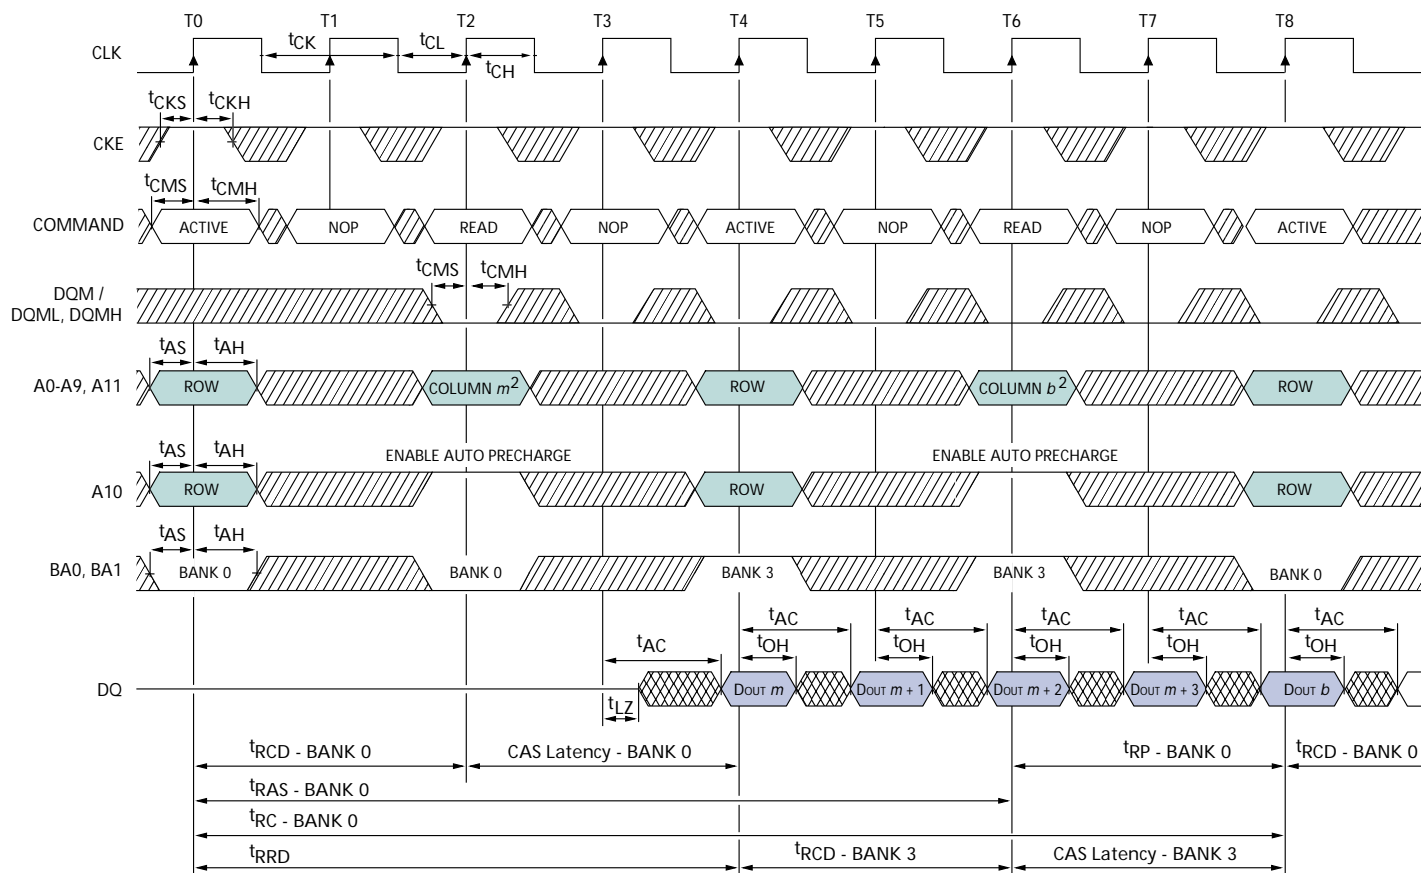 T0 T1 T2 T3 T4 T5 T6 T7 T8
CLK tCK tCL tCH
tCKS tCKH
CKE
tCMS tCMH
COMMAND ACTIVE NOP READ NOP ACTIVE NOP READ NOP ACTIVE
tCMS tCMH
DQM /
DQML, DQMH
tAS tAH
A0-A9, A11 ROW COLUMN m2 ROW COLUMN b2 ROW
tAS tAH ENABLE AUTO PRECHARGE ENABLE AUTO PRECHARGE
A10 ROW ROW ROW
tAS tAH
BA0, BA1 BANK 0 BANK 0 BANK 3 BANK 3 BANK 0
tAC tAC tAC tAC tAC
tAC tOH tOH tOH tOH tOH
DQ DOUT m DOUT m + 1 DOUT m + 2 DOUT m + 3 DOUT b
tLZ
tRCD - BANK 0 CAS Latency - BANK 0 tRP - BANK 0 tRCD - BANK 0
tRAS - BANK 0
tRC - BANK 0
tRRD tRCD - BANK 3 CAS Latency - BANK 3